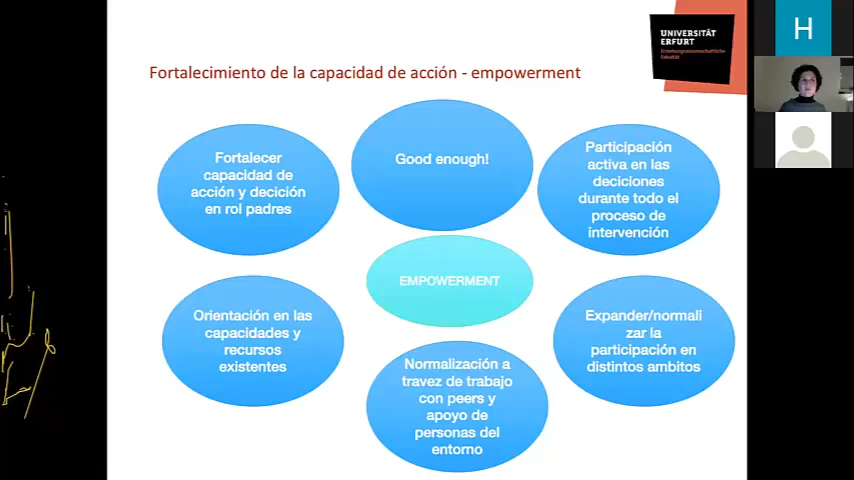 Fortalecimiento de la capacidad de acción - empowerment
UNIVERSITÄT
ERFURT
Erziehungswissenschaftliche
Fakultät
H
Fortalecer
capacidad de
acción y decición
en rol padres
Good enough!
Participación
activa en las
deciciones
durante todo el
proceso de
intervención
EMPOWERMENT
Orientación en las
capacidades y
recursos
existentes
Normalización a
travez de trabajo
con peers y
apoyo de
personas del
entorno
Expander/normali
zar la
participación en
distintos ambitos